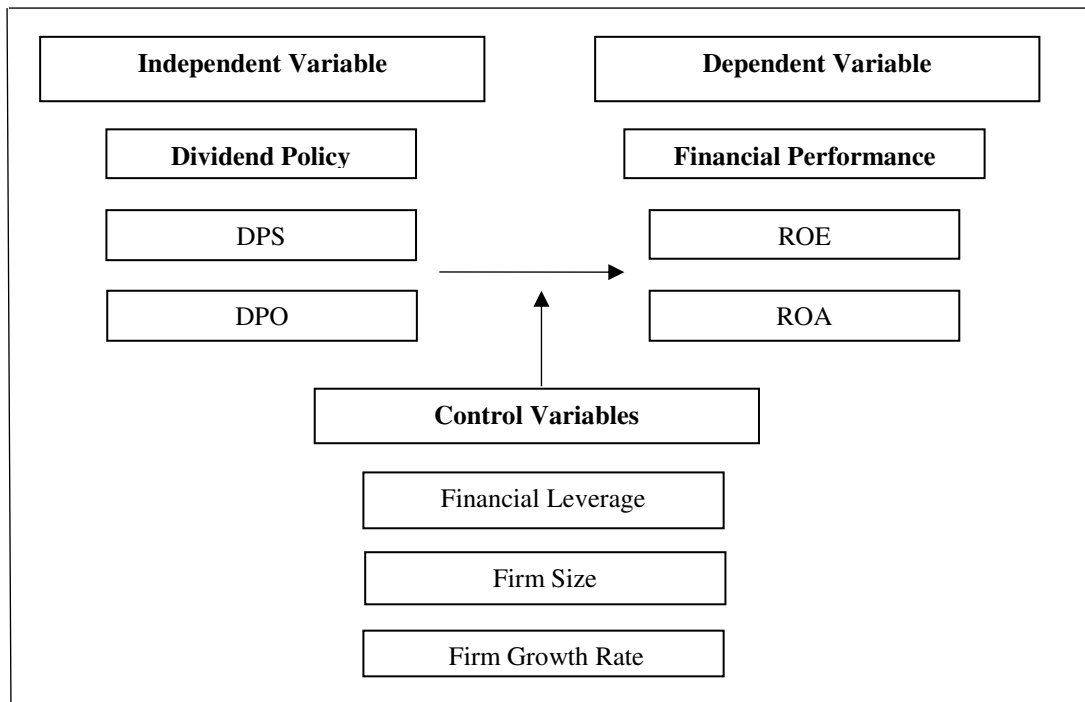 Independent Variable
Dependent Variable
Dividend Policy
Financial Performance
DPS
ROE
DPO
ROA
Control Variables
Financial Leverage
Firm Size
Firm Growth Rate